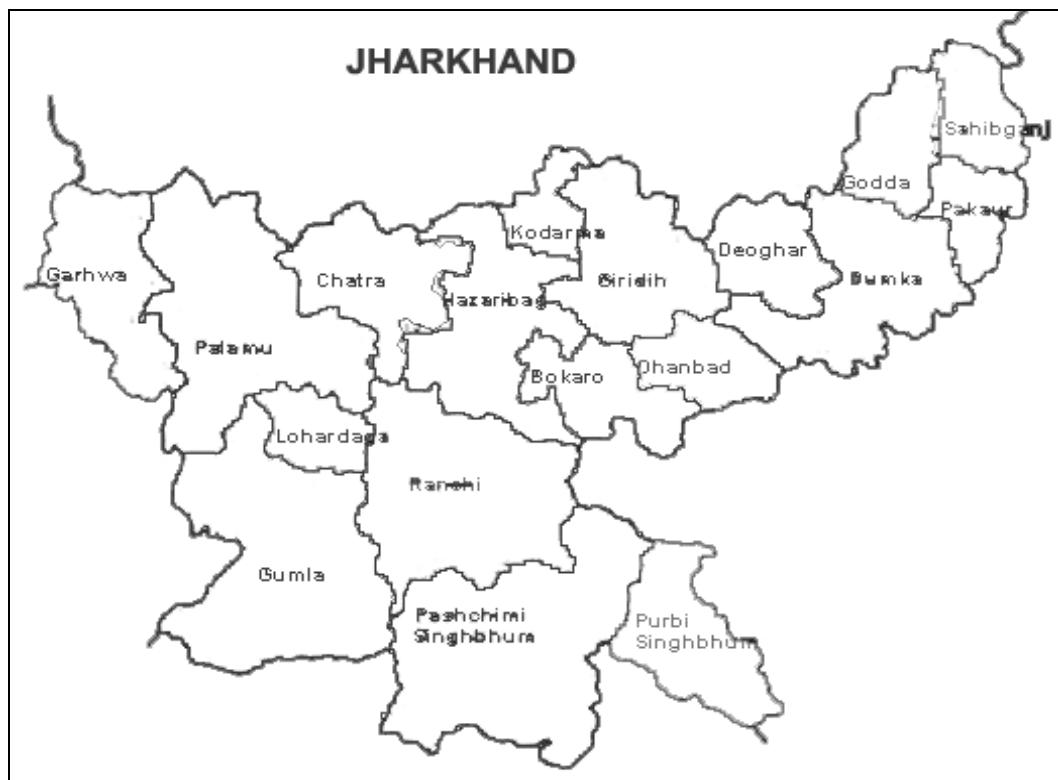 JHARKHAND
Sahibganj
Godda
Pakaur
Kodarma
Deoghar
Garhwa
Chatra
Hazaribag
Giridih
Dumka
Palamu
Bokaro
Dhanbad
Lohardaga
Ranchi
Gumla
Pashchimi
Singhbhum
Purbi
Singhbhum